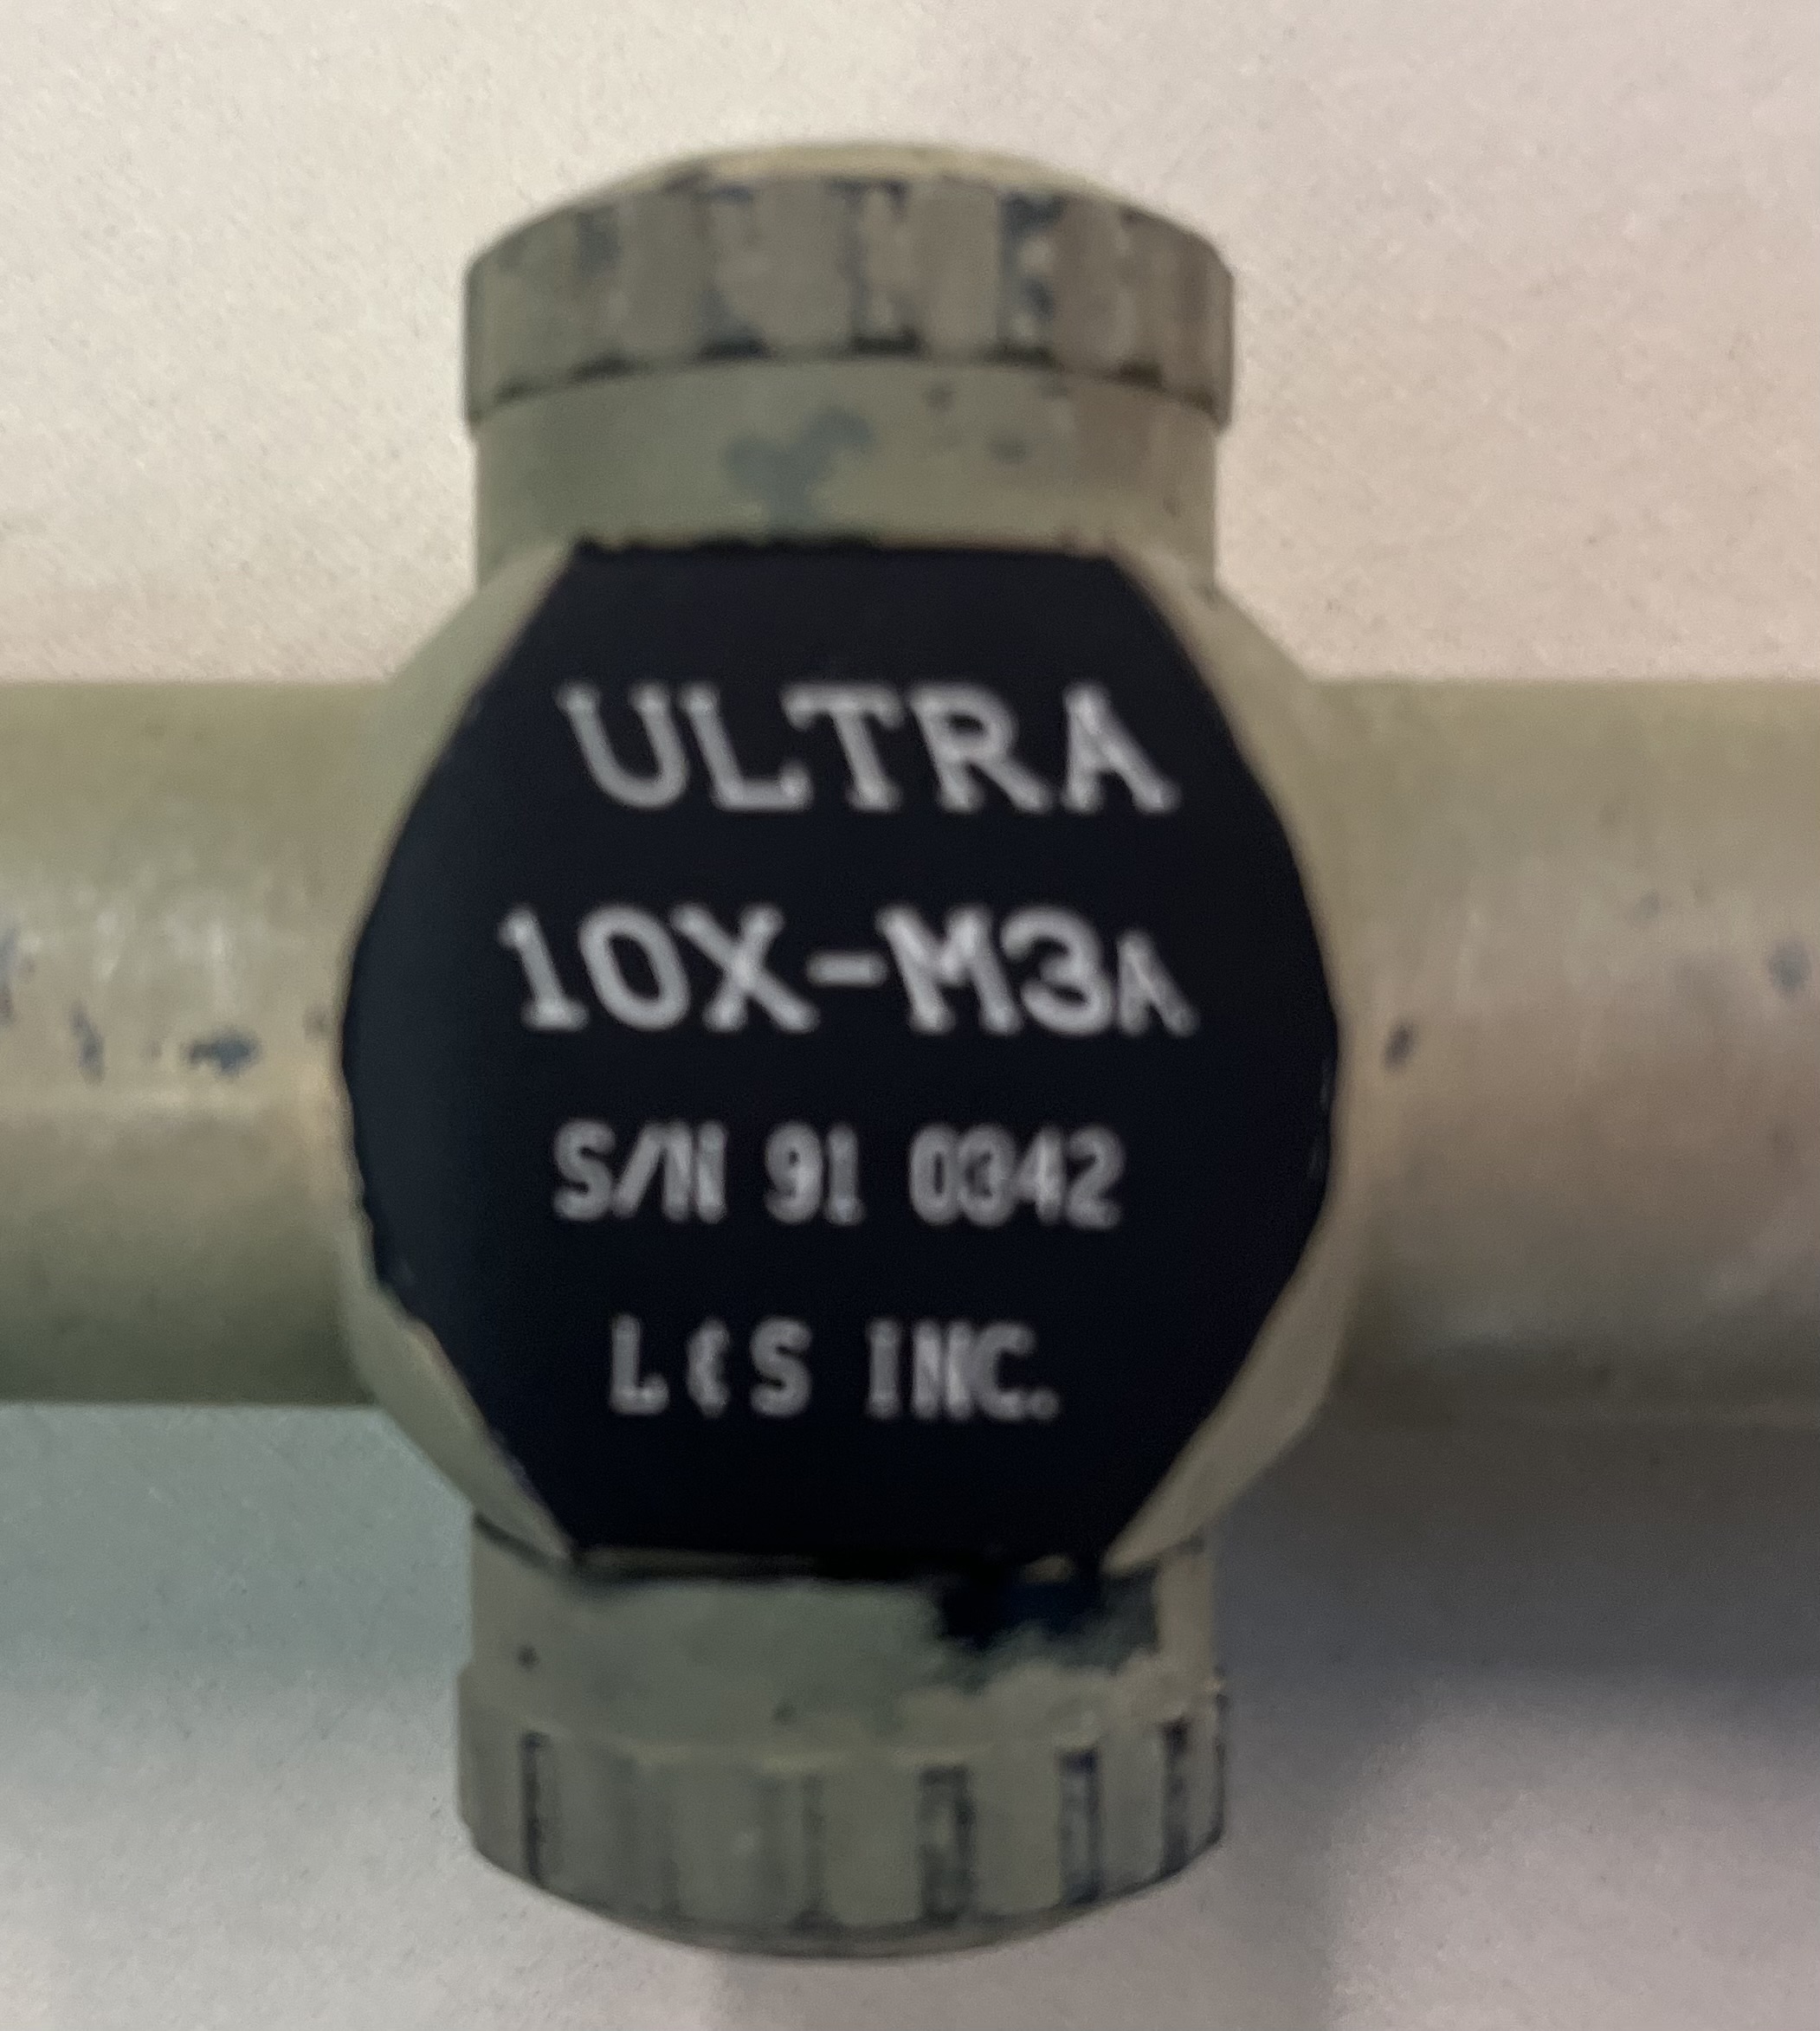 ULTRA
10X-M3A
S/N 91 0342
L & S INC.